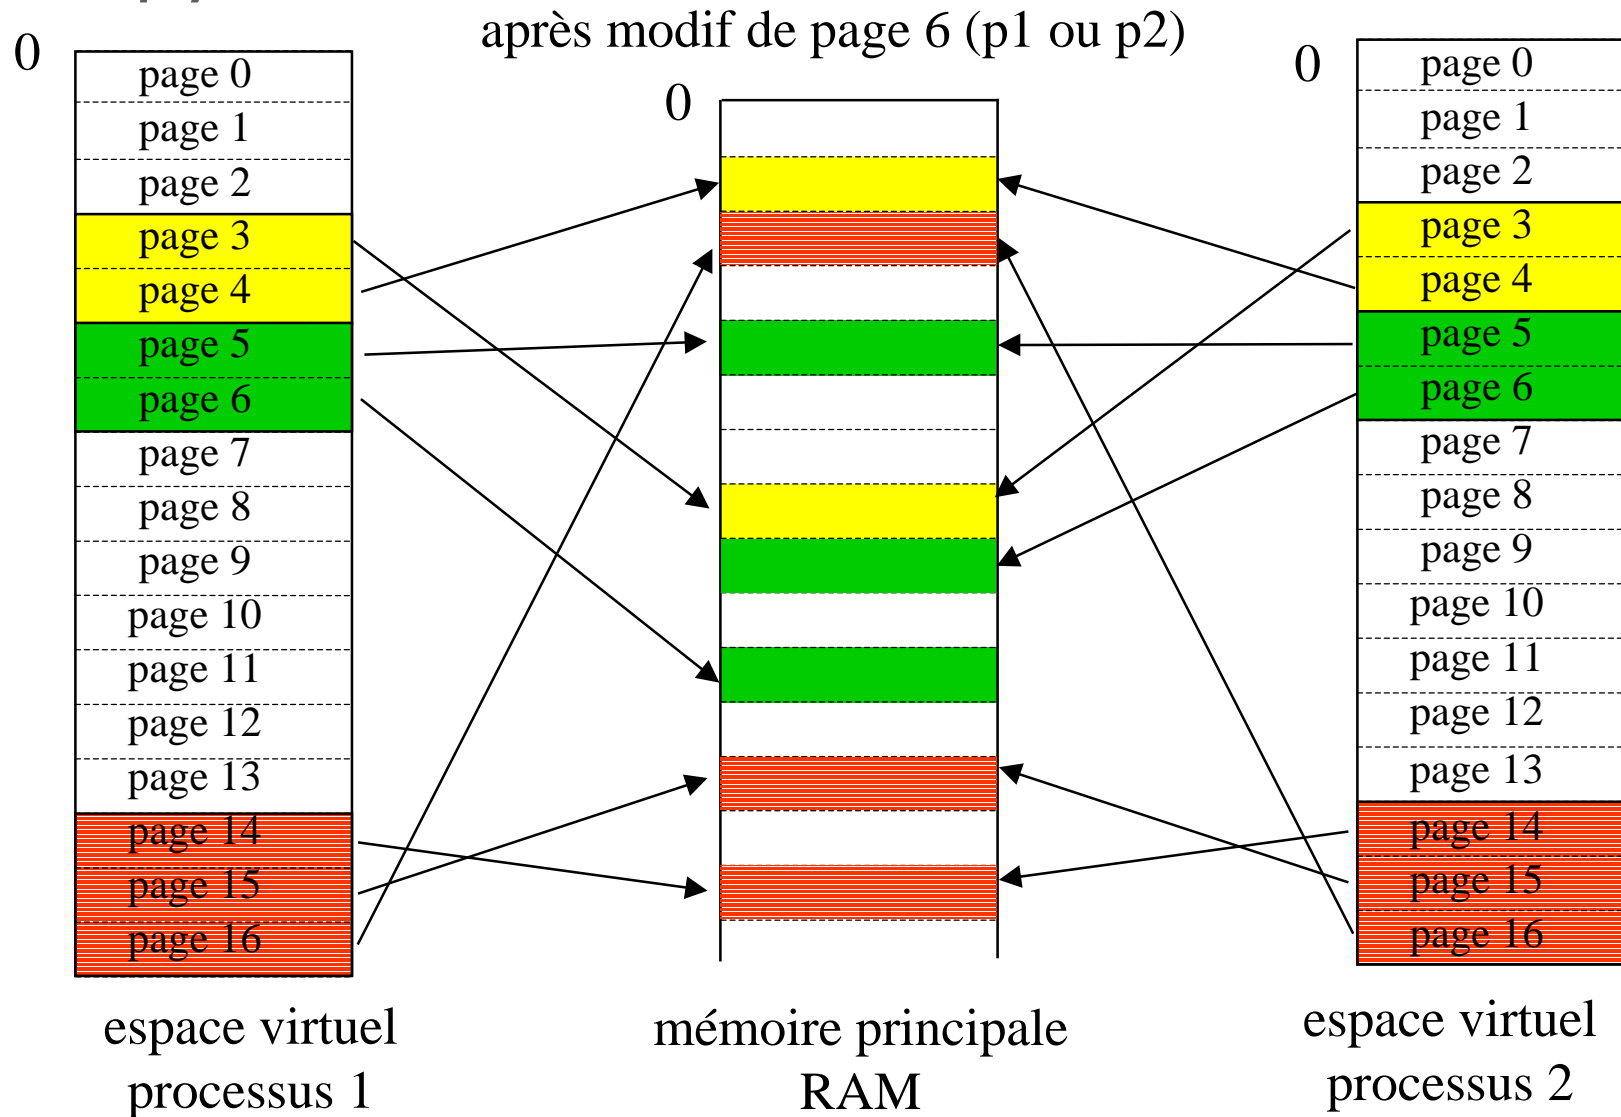 après modif de page 6 (p1 ou p2)
0
page 0
page 1
page 2
page 3
page 4
page 5
page 6
page 7
page 8
page 9
page 10
page 11
page 12
page 13
page 14
page 15
page 16
espace virtuel
processus 1
0
mémoire principale
RAM
0
page 0
page 1
page 2
page 3
page 4
page 5
page 6
page 7
page 8
page 9
page 10
page 11
page 12
page 13
page 14
page 15
page 16
espace virtuel
processus 2